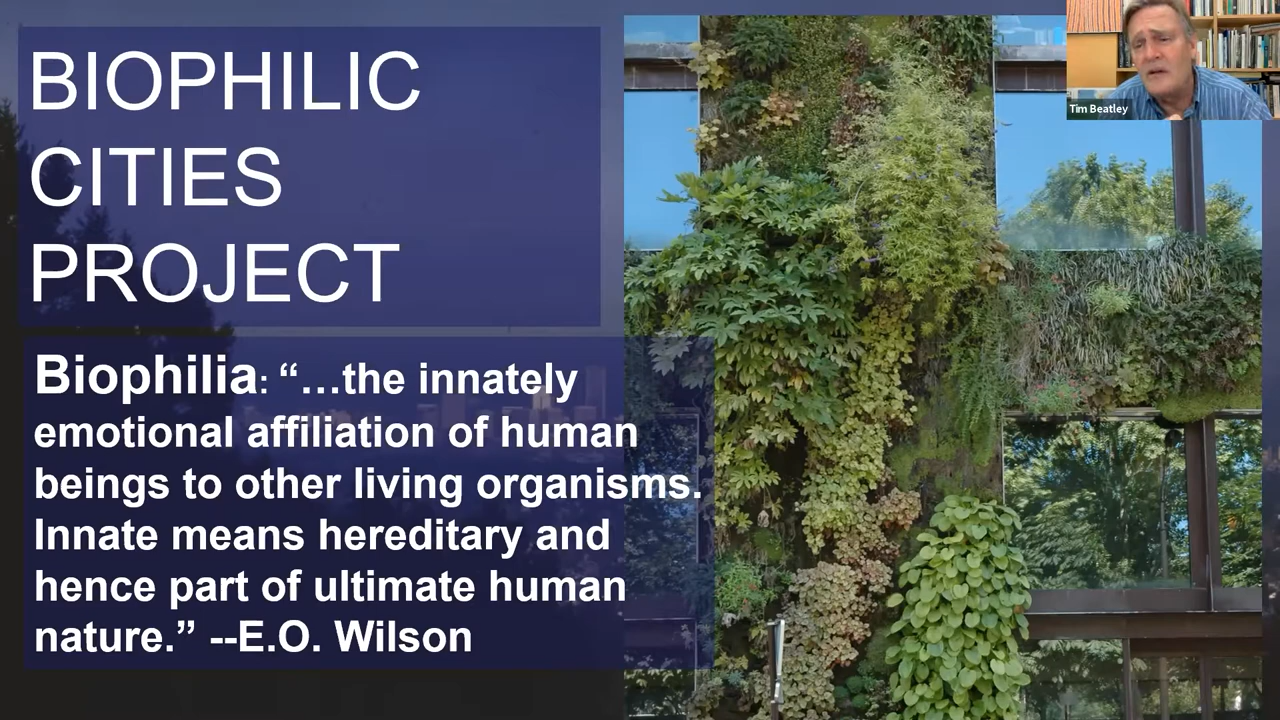 BIOPHILIC
CITIES
PROJECT
Biophilia: “…the innately
emotional affiliation of human
beings to other living organisms.
Innate means hereditary and
hence part of ultimate human
nature.” --E.O. Wilson
Tim Beatley